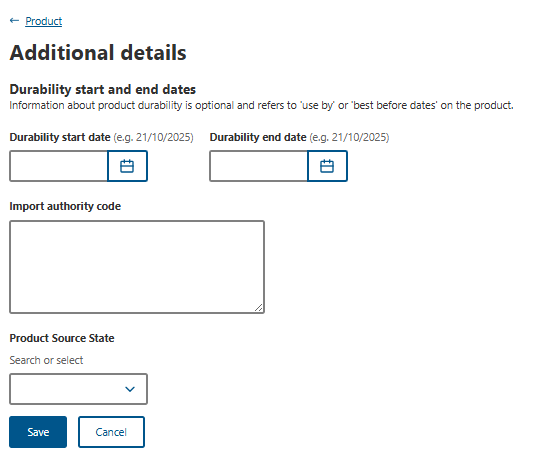 ← Product
Additional details
Durability start and end dates
Information about product durability is optional and refers to 'use by' or 'best before dates' on the product.
Durability start date (e.g. 21/10/2025) Durability end date (e.g. 21/10/2025)
Import authority code
Product Source State
Search or select
Save Cancel